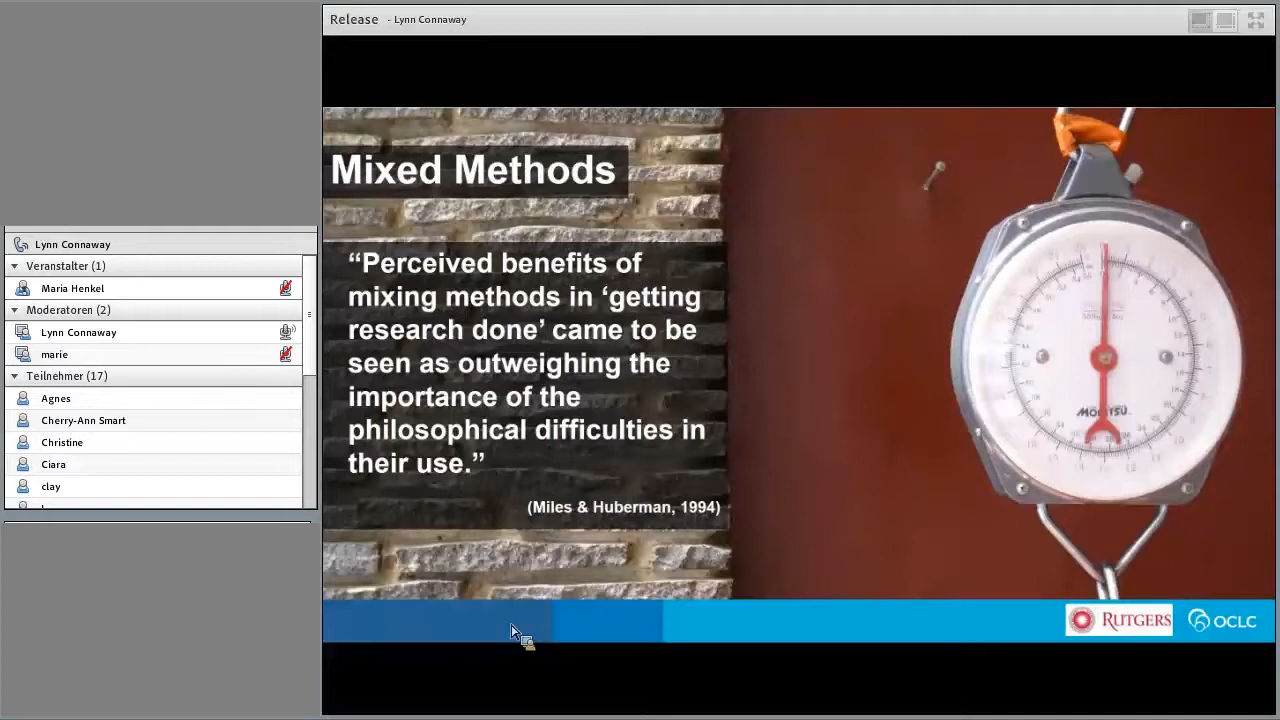 Release - Lynn Connaway
Lynn Connaway
Veranstalter (1)
Maria Henkel
Moderatoren (2)
Lynn Connaway
marie
Teilnehmer (17)
Agnes
Cherry-Ann Smart
Christine
Ciara
clay
Mixed Methods
“Perceived benefits of
mixing methods in ‘getting
research done’ came to be
seen as outweighing the
importance of the
philosophical difficulties in
their use.”
(Miles & Huberman, 1994)
RUTGERS
OCLC